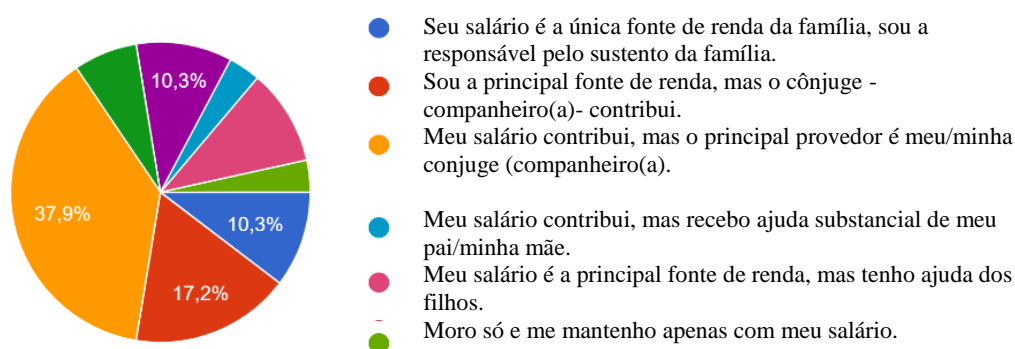 10,3%
37,9%
10,3%
17,2%
Seu salário é a única fonte de renda da família, sou a
responsável pelo sustento da família.
Sou a principal fonte de renda, mas o cônjuge -
companheiro(a)- contribui.
Meu salário contribui, mas o principal provedor é meu/minha
conjuge (companheiro(a).
Meu salário contribui, mas recebo ajuda substancial de meu
pai/minha mãe.
Meu salário é a principal fonte de renda, mas tenho ajuda dos
filhos.
Moro só e me mantenho apenas com meu salário.